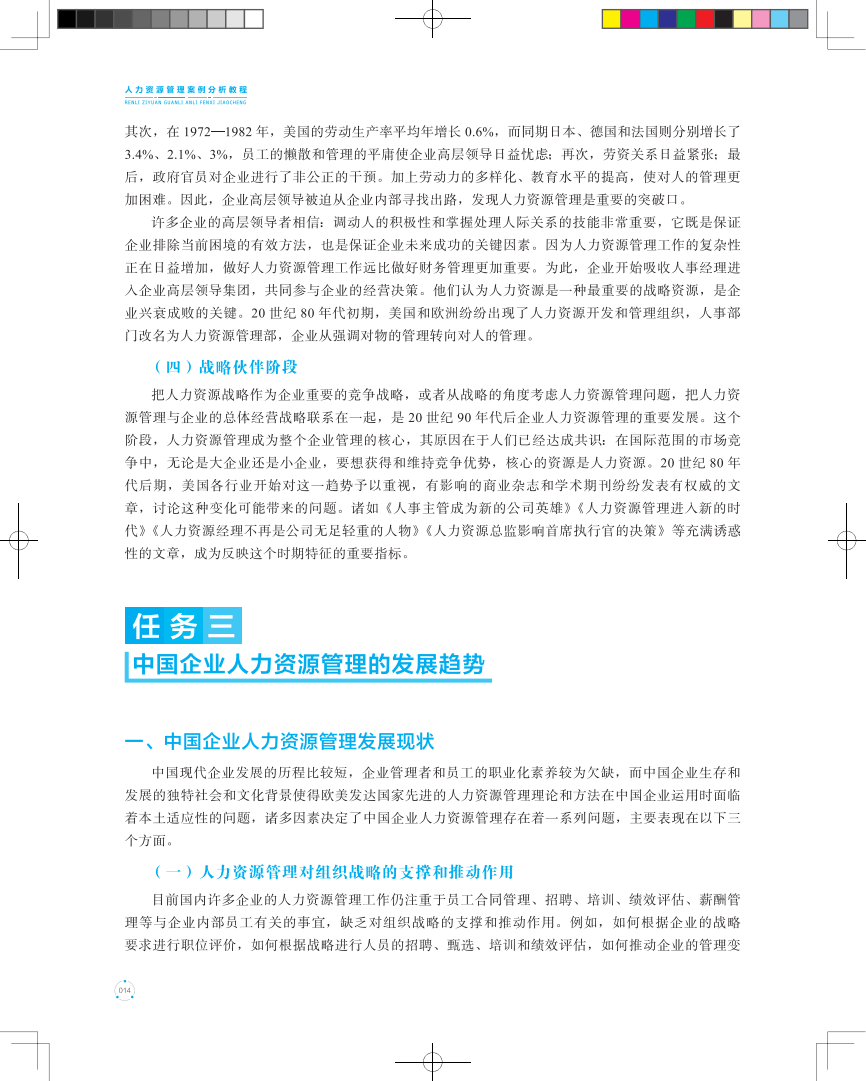 人力资源管理案例分析教程
RENLI ZIYUAN GUANLI ANLI FENXI JIAOCHENG
其次，在 1972—1982 年，美国的劳动生产率平均年增长 0.6%，而同期日本、德国和法国则分别增长了
3.4%、2.1%、3%，员工的懒散和管理的平庸使企业高层领导日益忧虑；再次，劳资关系日益紧张；最
后，政府官员对企业进行了非公正的干预。加上劳动力的多样化、教育水平的提高，使对人的管理更
加困难。因此，企业高层领导被迫从企业内部寻找出路，发现人力资源管理是重要的突破口。
许多企业的高层领导者相信：调动人的积极性和掌握处理人际关系的技能非常重要，它既是保证
企业排除当前困境的有效方法，也是保证企业未来成功的关键因素。因为人力资源管理工作的复杂性
正在日益增加，做好人力资源管理工作远比做好财务管理更加重要。为此，企业开始吸收人事经理进
入企业高层领导集团，共同参与企业的经营决策。他们认为人力资源是一种最重要的战略资源，是企
业兴衰成败的关键。20 世纪 80 年代初期，美国和欧洲纷纷出现了人力资源开发和管理组织，人事部
门改名为人力资源管理部，企业从强调对物的管理转向对人的管理。
（四）战略伙伴阶段
把人力资源战略作为企业重要的竞争战略，或者从战略的角度考虑人力资源管理问题，把人力资
源管理与企业的总体经营战略联系在一起，是 20 世纪 90 年代后企业人力资源管理的重要发展。这个
阶段，人力资源管理成为整个企业管理的核心，其原因在于人们已经达成共识：在国际范围的市场竞
争中，无论是大企业还是小企业，要想获得和维持竞争优势，核心的资源是人力资源。20 世纪 80 年
代后期，美国各行业开始对这一趋势予以重视，有影响的商业杂志和学术期刊纷纷发表有权威的文
章，讨论这种变化可能带来的问题。诸如《人事主管成为新的公司英雄》《人力资源管理进入新的时
代》《人力资源经理不再是公司无足轻重的人物》《人力资源总监影响首席执行官的决策》等充满诱惑
性的文章，成为反映这个时期特征的重要指标。
任务三
中国企业人力资源管理的发展趋势
一、中国企业人力资源管理发展现状
中国现代企业发展的历程比较短，企业管理者和员工的职业化素养较为欠缺，而中国企业生存和
发展的独特社会和文化背景使得欧美发达国家先进的人力资源管理理论和方法在中国企业运用时面临
着本土适应性的问题，诸多因素决定了中国企业人力资源管理存在着一系列问题，主要表现在以下三
个方面。
（一）人力资源管理对组织战略的支撑和推动作用
目前国内许多企业的人力资源管理工作仍注重于员工合同管理、招聘、培训、绩效评估、薪酬管
理等与企业内部员工有关的事宜，缺乏对组织战略的支撑和推动作用。例如，如何根据企业的战略
要求进行职位评价，如何根据战略进行人员的招聘、甄选、培训和绩效评估，如何推动企业的管理变
014